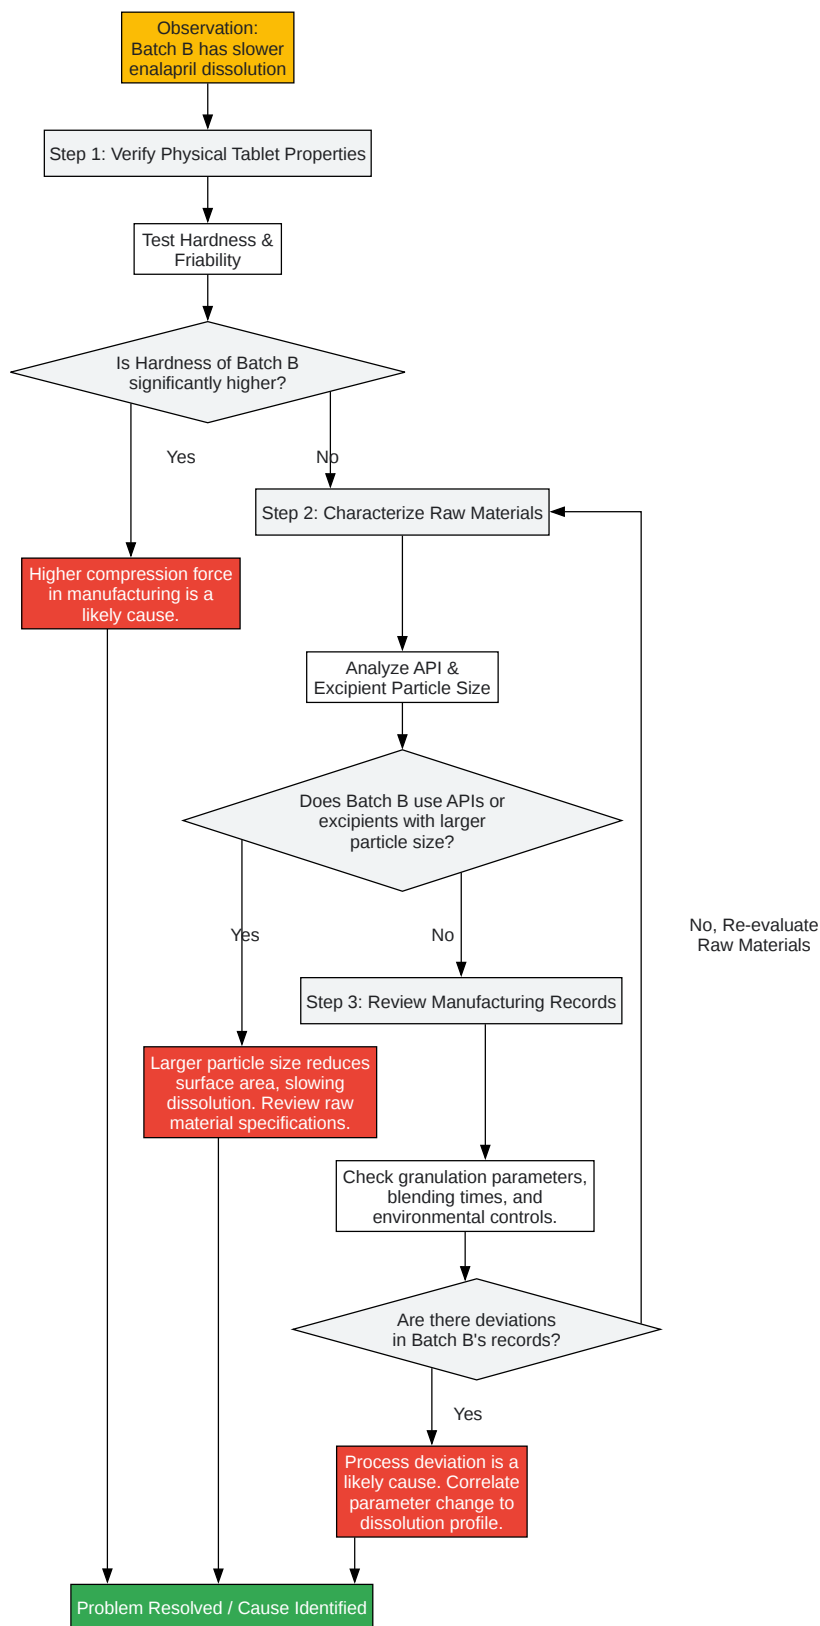 Observation:
Batch B has slower
enalapril dissolution
Step 1: Verify Physical Tablet Properties
Test Hardness &
Friability
Is Hardness of Batch B
significantly higher?
Yes
No
Step 2: Characterize Raw Materials
Higher compression force
in manufacturing is a
likely cause.
Analyze API &
Excipient Particle Size
Does Batch B use APIs or
excipients with larger
particle size?
Yes
No
No, Re-evaluate
Raw Materials
Step 3: Review Manufacturing Records
Larger particle size reduces
surface area, slowing
dissolution. Review raw
material specifications.
Check granulation parameters,
blending times, and
environmental controls.
Are there deviations
in Batch B's records?
Yes
Process deviation is a
likely cause. Correlate
parameter change to
dissolution profile.
Problem Resolved / Cause Identified